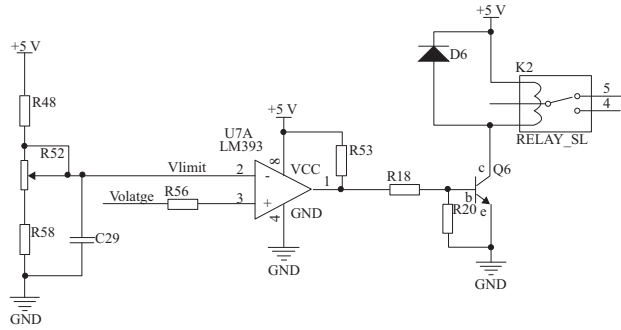 +5 V
+5 V
D6
K2
R48
5
4
+5 V
U7A
LM393
RELAY_SL
R52
R53
8
VCC
Vlimit
2
-
1
R18
c
Q6
Volatge
R56
3
+
GND
b
R20
e
4
R58
C29
GND
GND
GND